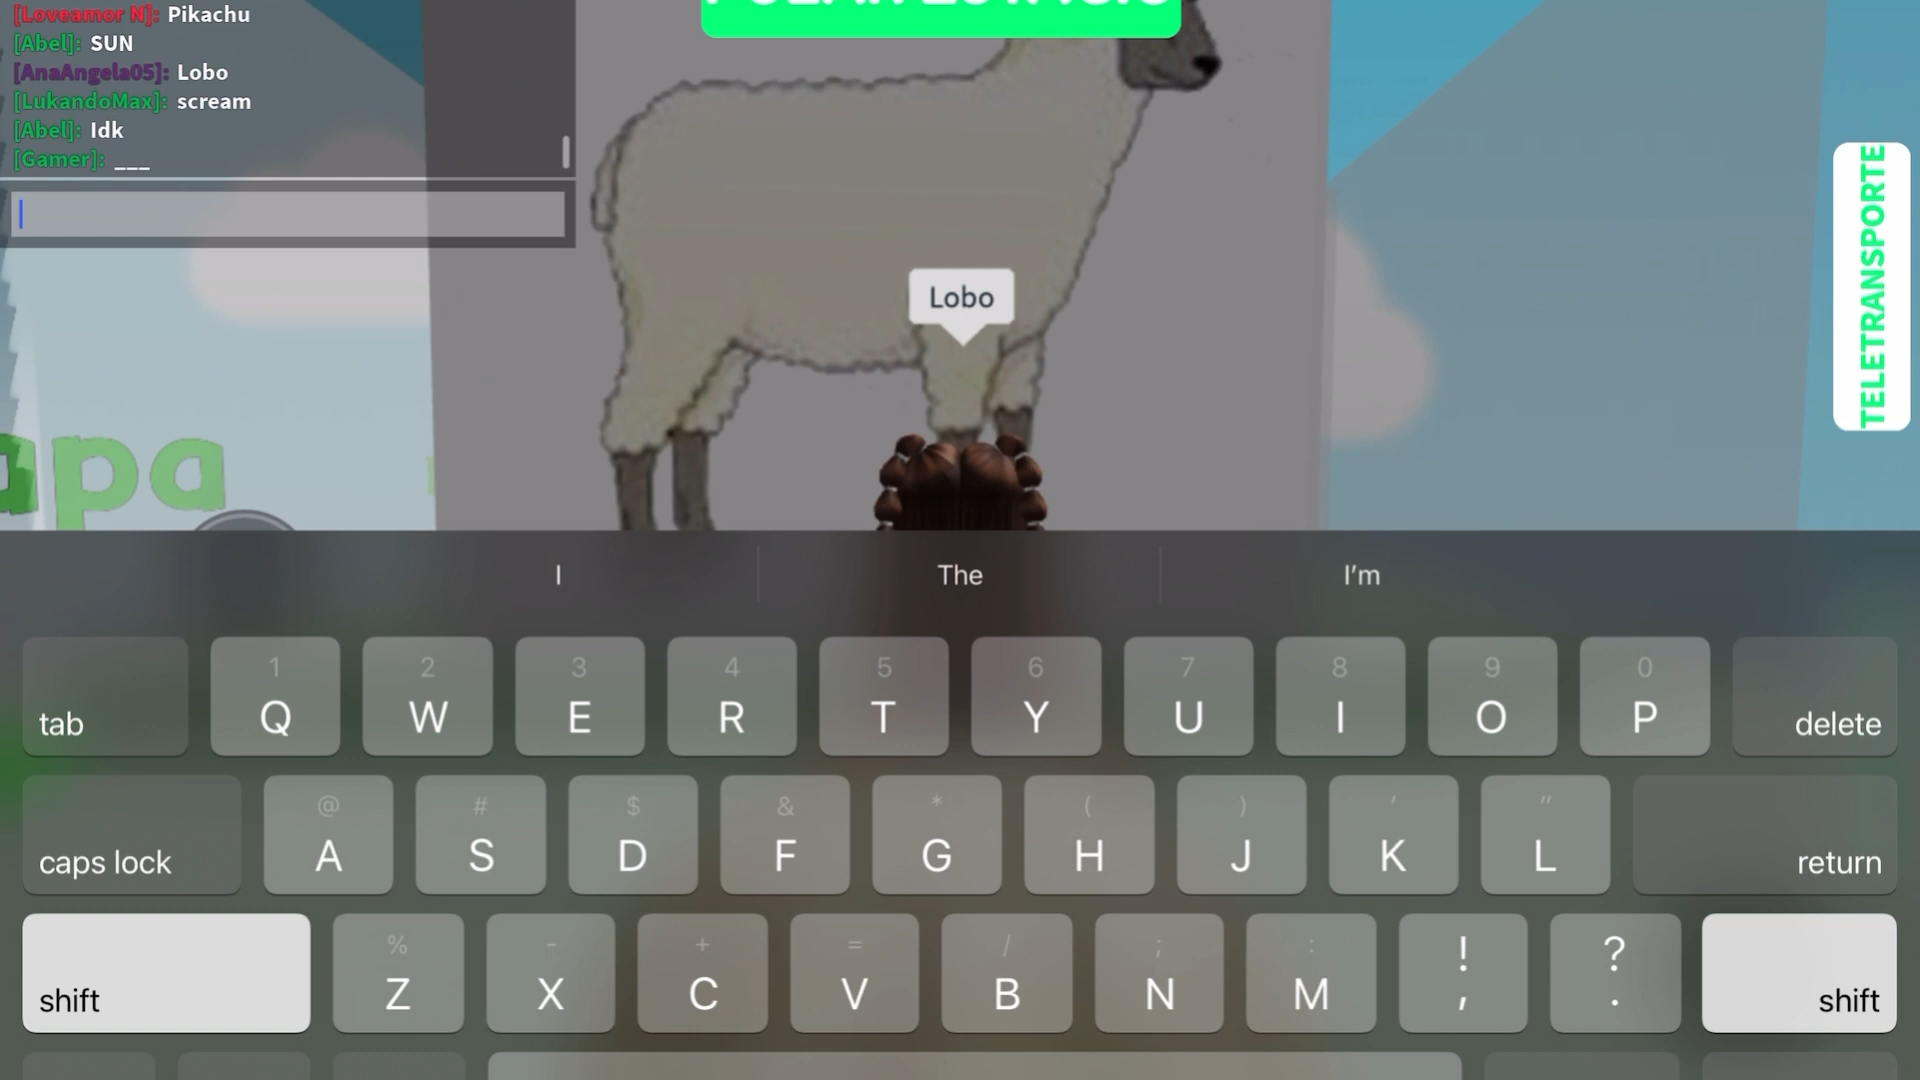 [Loveamor N]: Pikachu
[Abel]: SUN
[AnaAngela05]: Lobo
[LukandoMax]: scream
[Abel]: Idk
[Gamer]: ___
TELETRANSPORTE
Lobo
apa
I The I'm
tab 1 Q 2 W 3 E 4 R 5 T 6 Y 7 U 8 I 9 O 0 P delete
caps lock @ A # S $ D & F * G ( H ) J ' K " L return
shift % Z - X + C = V / B ; N : M ! , ? . shift